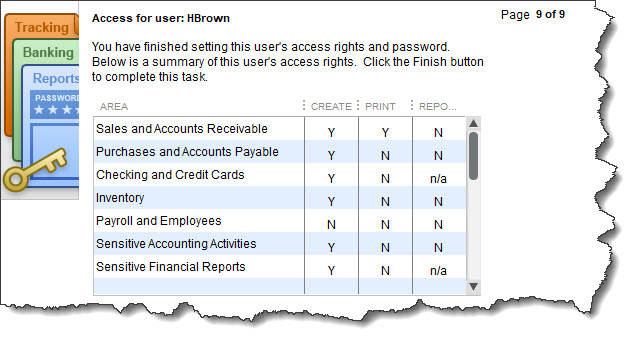 Access for user: HBrown
Page 9 of 9
Tracking
Banking
Reports
PASSWORD
You have finished setting this user's access rights and password.
Below is a summary of this user's access rights. Click the Finish button
to complete this task.
AREA CREATE PRINT REPO...
Sales and Accounts Receivable Y Y N
Purchases and Accounts Payable Y N N
Checking and Credit Cards Y N n/a
Inventory Y N N
Payroll and Employees N N N
Sensitive Accounting Activities Y N N
Sensitive Financial Reports Y N n/a